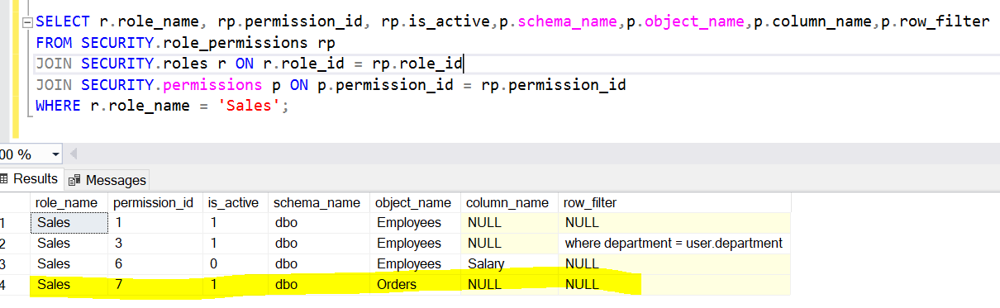 SELECT r.role_name, rp.permission_id, rp.is_active,p.schema_name,p.object_name,p.column_name,p.row_filter
FROM SECURITY.role_permissions rp
JOIN SECURITY.roles r ON r.role_id = rp.role_id
JOIN SECURITY.permissions p ON p.permission_id = rp.permission_id
WHERE r.role_name = 'Sales';
00 %
Results Messages
role_name permission_id is_active schema_name object_name column_name row_filter
1 Sales 1 1 dbo Employees NULL NULL
2 Sales 3 1 dbo Employees NULL where department = user.department
3 Sales 6 0 dbo Employees Salary NULL
4 Sales 7 1 dbo Orders NULL NULL